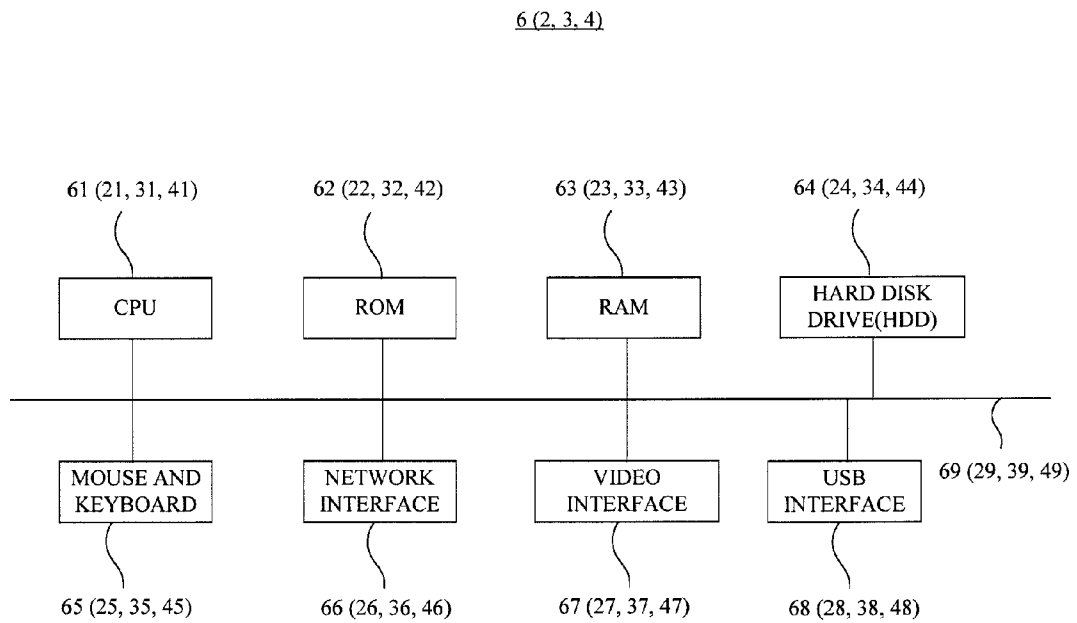 6 (2, 3, 4)
61 (21, 31, 41)
62 (22, 32, 42)
63 (23, 33, 43)
64 (24, 34, 44)
CPU
ROM
RAM
HARD DISK
DRIVE(HDD)
MOUSE AND
KEYBOARD
NETWORK
INTERFACE
VIDEO
INTERFACE
USB
INTERFACE
69 (29, 39, 49)
65 (25, 35, 45)
66 (26, 36, 46)
67 (27, 37, 47)
68 (28, 38, 48)